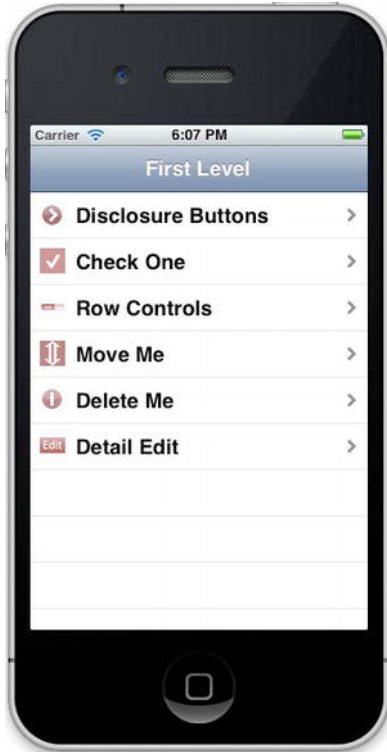 Carrier 6:07 PM
First Level
Disclosure Buttons
Check One
Row Controls
Move Me
Delete Me
Edit Detail Edit